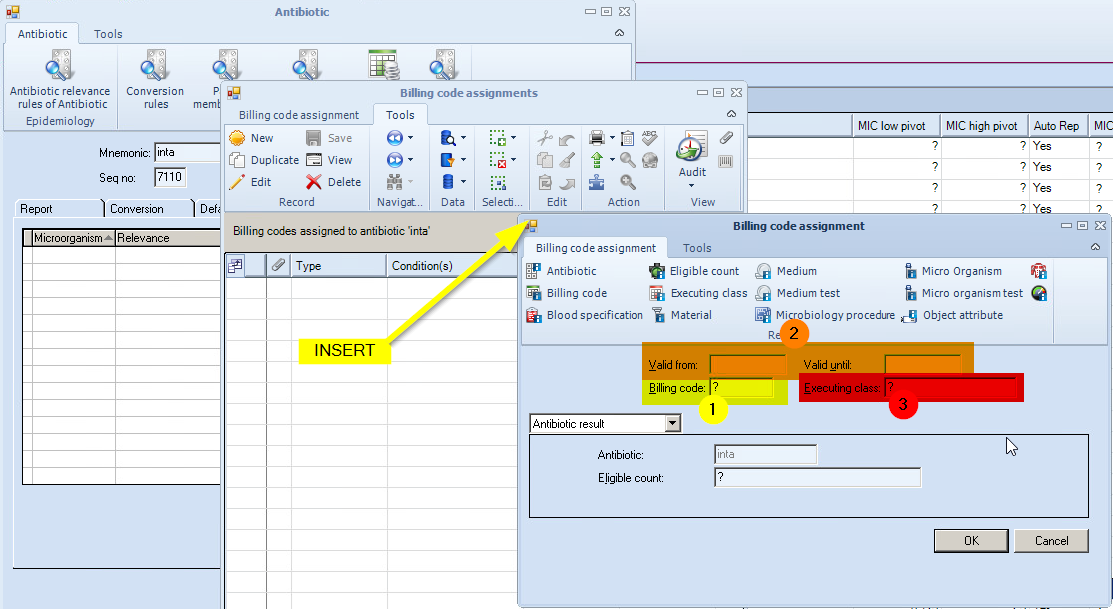 Antibiotic
Antibiotic Tools
Antibiotic relevance
rules of Antibiotic
Conversion
rules
P
mem
Epidemiology
Mnemonic: inta
Seq no: 7110
Report Conversion Defa
Microorganism Relevance
MIC low pivot MIC high pivot Auto Rep MIC
? ? Yes ?
? ? Yes ?
? ? Yes ?
? ? Yes ?
Billing code assignments
Billing code assignment Tools
New Save
Duplicate View
Edit Delete
Audit
Record Navigat... Data Selecti... Edit Action View
Billing codes assigned to antibiotic 'inta'
Type Condition(s)
INSERT
Billing code assignment
Billing code assignment Tools
Antibiotic Eligible count Medium Micro Organism
Billing code Executing class Medium test Micro organism test
Blood specification Material Microbiology procedure Object attribute
Re
2
Valid from: Valid until:
Billing code: ? Executing class: ?
1 3
Antibiotic result
Antibiotic: inta
Eligible count: ?
OK Cancel